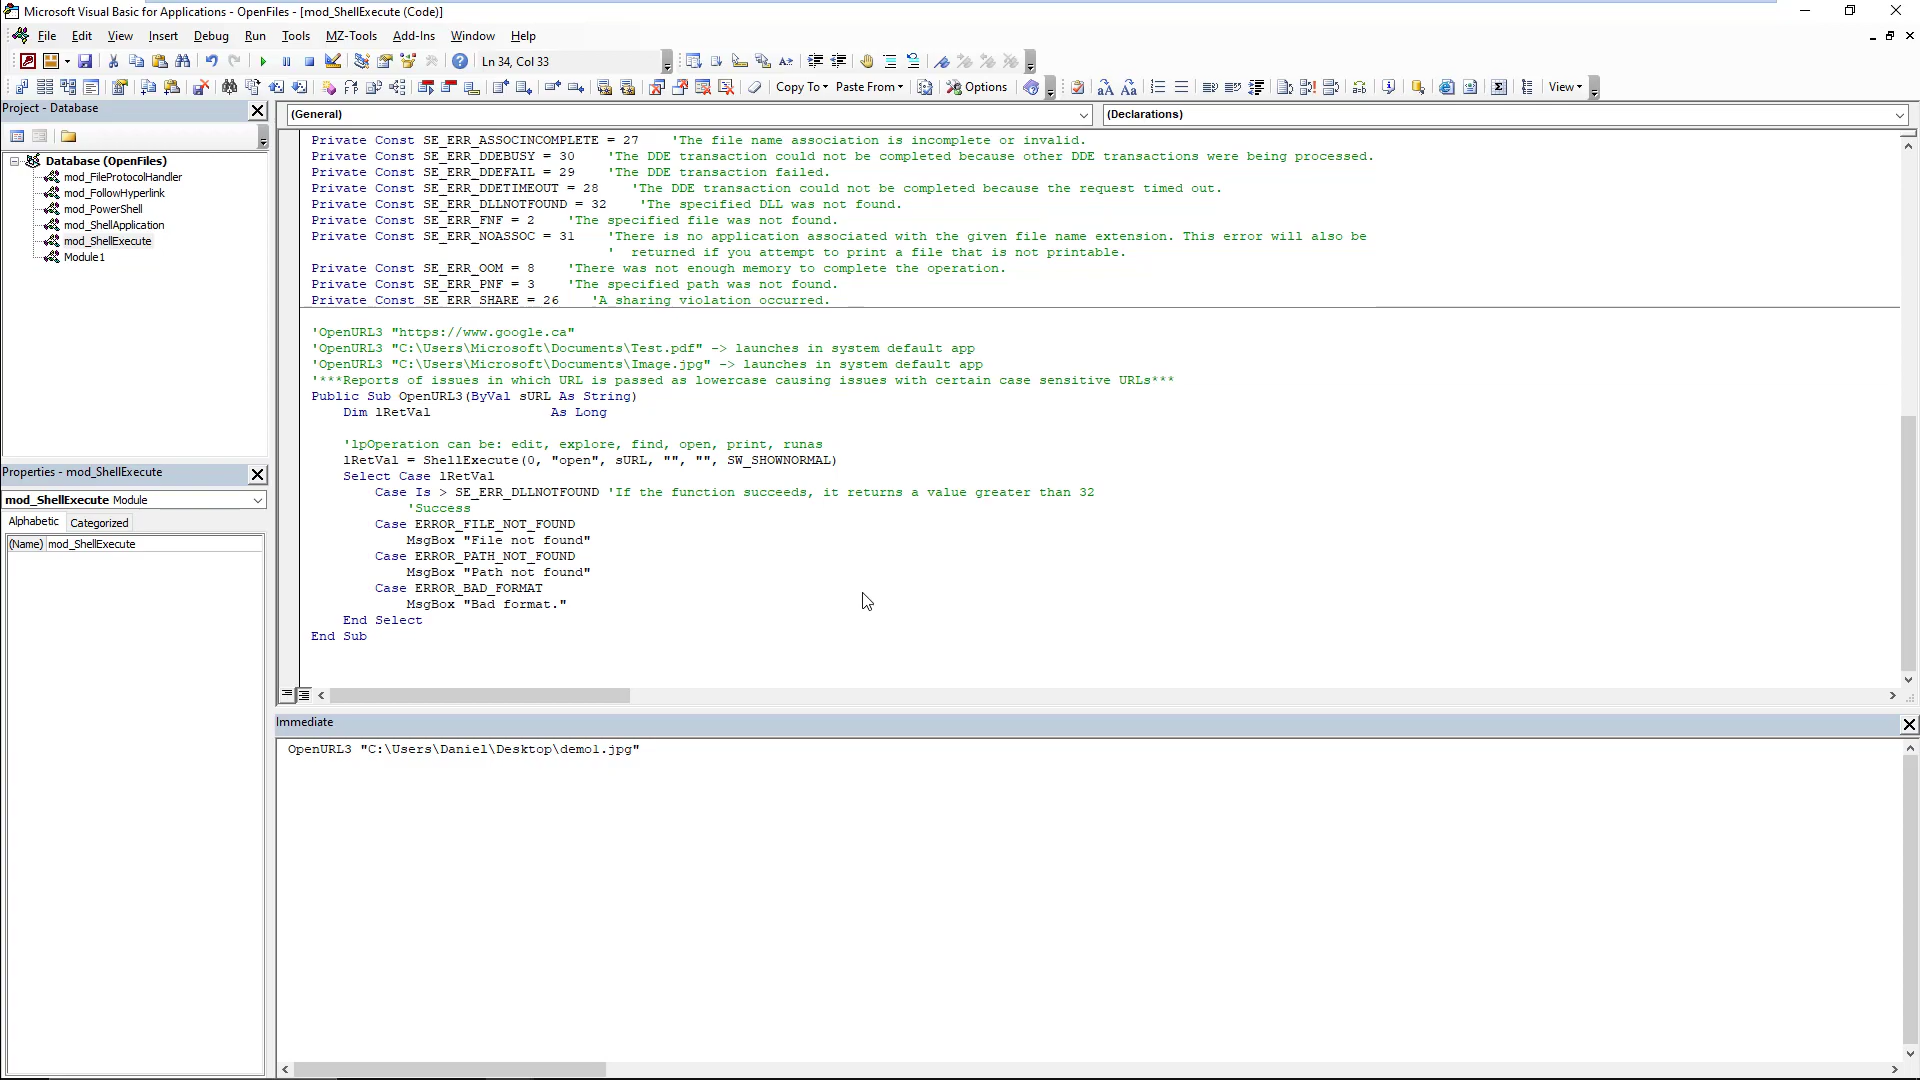 Microsoft Visual Basic for Applications - OpenFiles - [mod_ShellExecute (Code)]
File Edit View Insert Debug Run Tools MZ-Tools Add-Ins Window Help
Ln 34, Col 33
Copy To Paste From Options View
Project - Database
Database (OpenFiles)
mod_FileProtocolHandler
mod_FollowHyperlink
mod_PowerShell
mod_ShellApplication
mod_ShellExecute
Module1
Properties - mod_ShellExecute
mod_ShellExecute Module
Alphabetic Categorized
(Name) mod_ShellExecute
(General) (Declarations)
Private Const SE_ERR_ASSOCINCOMPLETE = 27 'The file name association is incomplete or invalid.
Private Const SE_ERR_DDEBUSY = 30 'The DDE transaction could not be completed because other DDE transactions were being processed.
Private Const SE_ERR_DDEFAIL = 29 'The DDE transaction failed.
Private Const SE_ERR_DDETIMEOUT = 28 'The DDE transaction could not be completed because the request timed out.
Private Const SE_ERR_DLLNOTFOUND = 32 'The specified DLL was not found.
Private Const SE_ERR_FNF = 2 'The specified file was not found.
Private Const SE_ERR_NOASSOC = 31 'There is no application associated with the given file name extension. This error will also be
' returned if you attempt to print a file that is not printable.
Private Const SE_ERR_OOM = 8 'There was not enough memory to complete the operation.
Private Const SE_ERR_PNF = 3 'The specified path was not found.
Private Const SE_ERR_SHARE = 26 'A sharing violation occurred.
'OpenURL3 "https://www.google.ca"
'OpenURL3 "C:\Users\Microsoft\Documents\Test.pdf" -> launches in system default app
'OpenURL3 "C:\Users\Microsoft\Documents\Image.jpg" -> launches in system default app
'***Reports of issues in which URL is passed as lowercase causing issues with certain case sensitive URLs***
Public Sub OpenURL3(ByVal sURL As String)
Dim lRetVal As Long
'lpOperation can be: edit, explore, find, open, print, runas
lRetVal = ShellExecute(0, "open", sURL, "", "", SW_SHOWNORMAL)
Select Case lRetVal
Case Is > SE_ERR_DLLNOTFOUND 'If the function succeeds, it returns a value greater than 32
'Success
Case ERROR_FILE_NOT_FOUND
MsgBox "File not found"
Case ERROR_PATH_NOT_FOUND
MsgBox "Path not found"
Case ERROR_BAD_FORMAT
MsgBox "Bad format."
End Select
End Sub
Immediate
OpenURL3 "C:\Users\Daniel\Desktop\demo1.jpg"